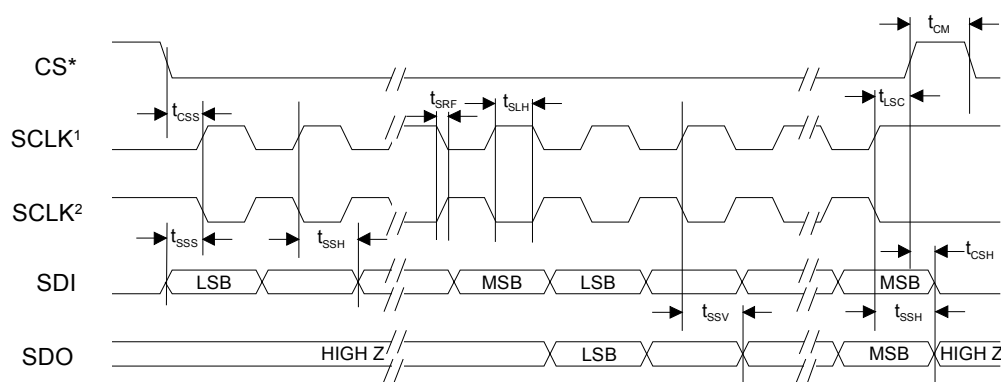 t_CM
CS*
t_CSS
t_SRF
t_SLH
t_LSC
SCLK¹
SCLK²
t_SSS
t_SSH
t_CSH
SDI
LSB
MSB
LSB
MSB
t_SSV
t_SSH
SDO
HIGH Z
LSB
MSB
HIGH Z